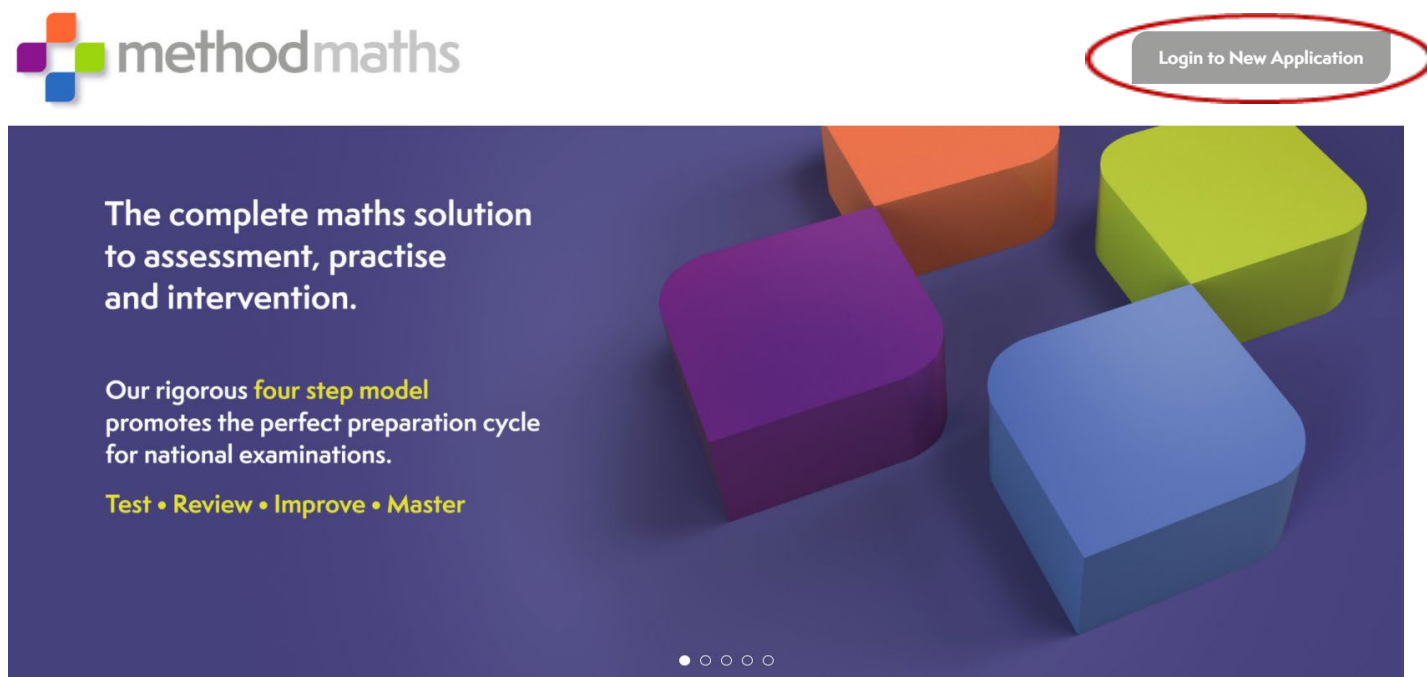 methodmaths
Login to New Application
The complete maths solution
to assessment, practise
and intervention.
Our rigorous four step model
promotes the perfect preparation cycle
for national examinations.
Test • Review • Improve • Master